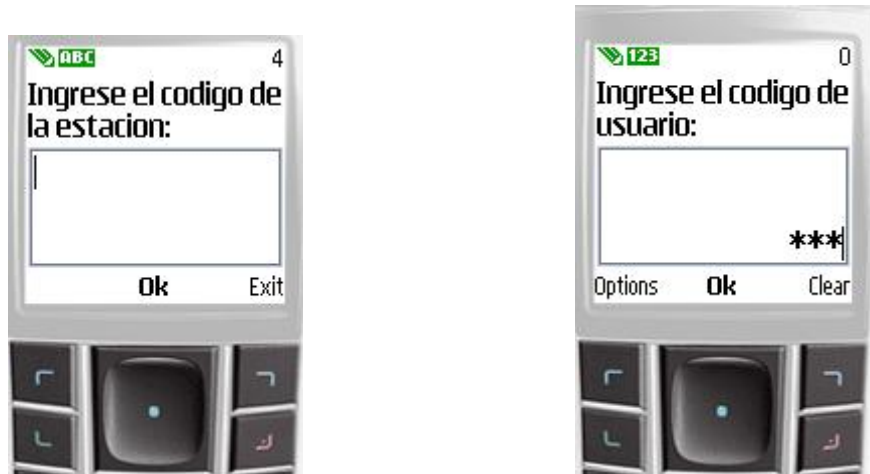 ABC 4
Ingrese el codigo de
la estacion:
Ok Exit
123 0
Ingrese el codigo de
usuario:
***
Options Ok Clear